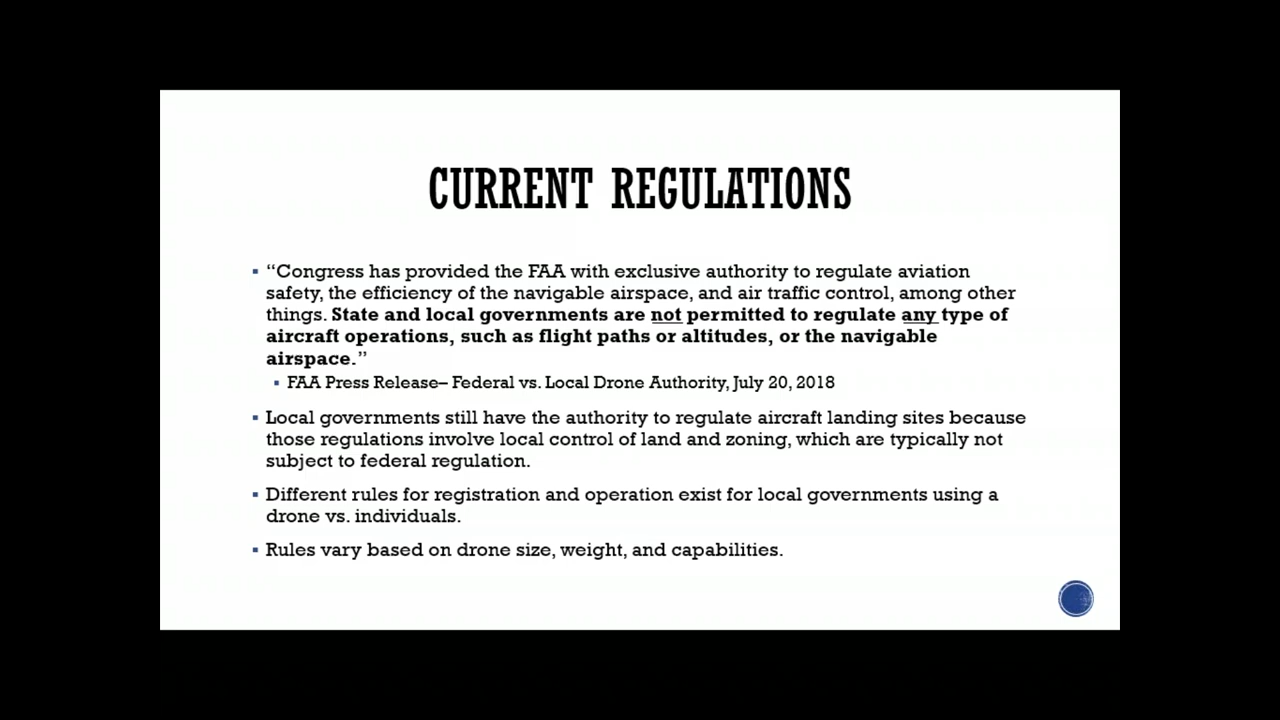 CURRENT REGULATIONS
▪ “Congress has provided the FAA with exclusive authority to regulate aviation
safety, the efficiency of the navigable airspace, and air traffic control, among other
things. State and local governments are not permitted to regulate any type of
aircraft operations, such as flight paths or altitudes, or the navigable
airspace.”
▪ FAA Press Release– Federal vs. Local Drone Authority, July 20, 2018
▪ Local governments still have the authority to regulate aircraft landing sites because
those regulations involve local control of land and zoning, which are typically not
subject to federal regulation.
▪ Different rules for registration and operation exist for local governments using a
drone vs. individuals.
▪ Rules vary based on drone size, weight, and capabilities.